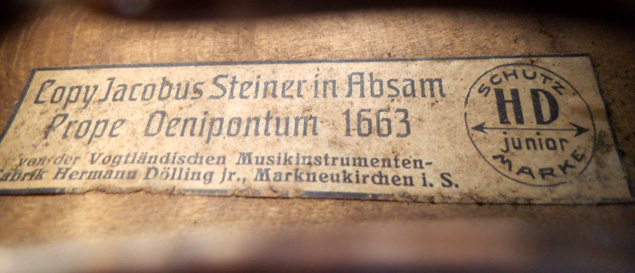 Copy Jacobus Steiner in Absam
Prope Oenipontum 1663
von der Vogtländischen Musikinstrumenten-
Fabrik Hermann Dölling jr., Markneukirchen i. S.
SCHUTZ
HD
junior
MARKE